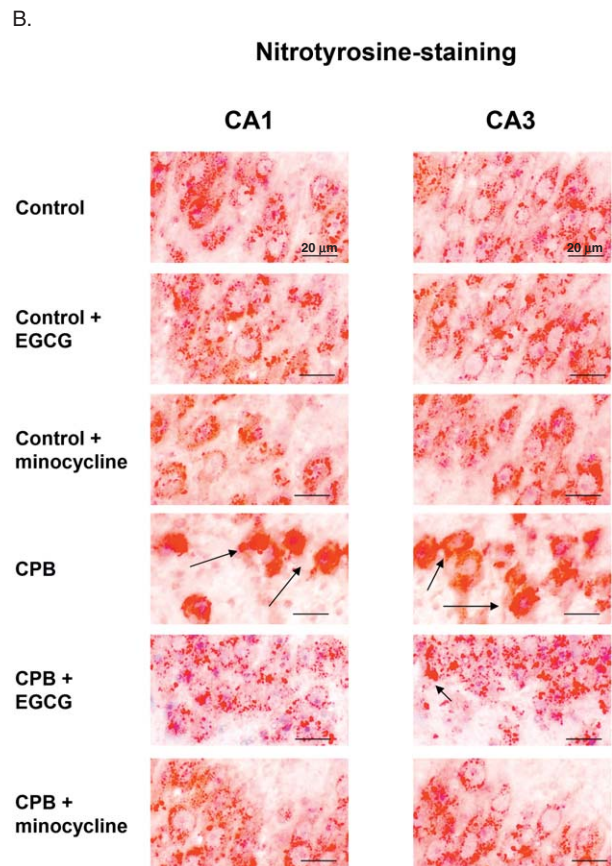 B.
Nitrotyrosine-staining
CA1 CA3
Control
20 μm 20 μm
Control +
EGCG
Control +
minocycline
CPB
CPB +
EGCG
CPB +
minocycline